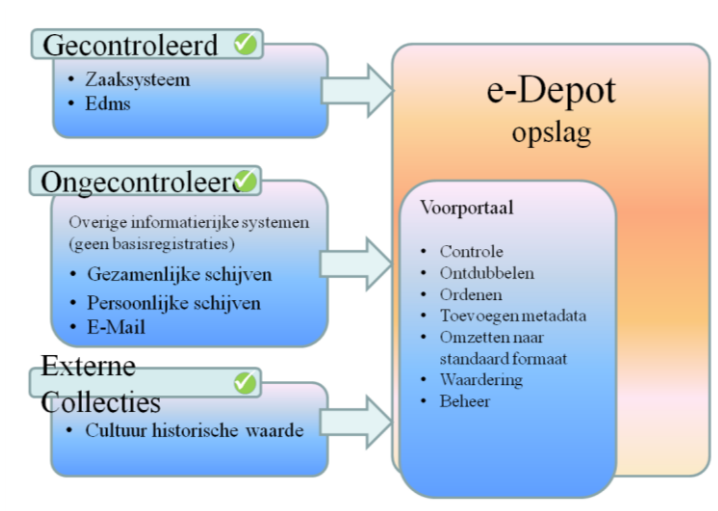 Gecontroleerd
• Zaaksysteem
• Edms
Ongecontroleerd
Overige informatierijke systemen
(geen basisregistraties)
• Gezamenlijke schijven
• Persoonlijke schijven
• E-Mail
Externe
Collecties
• Cultuur historische waarde
e-Depot
opslag
Voorportaal
• Controle
• Ontdubbelen
• Ordenen
• Toevoegen metadata
• Omzetten naar
standaard formaat
• Waardering
• Beheer